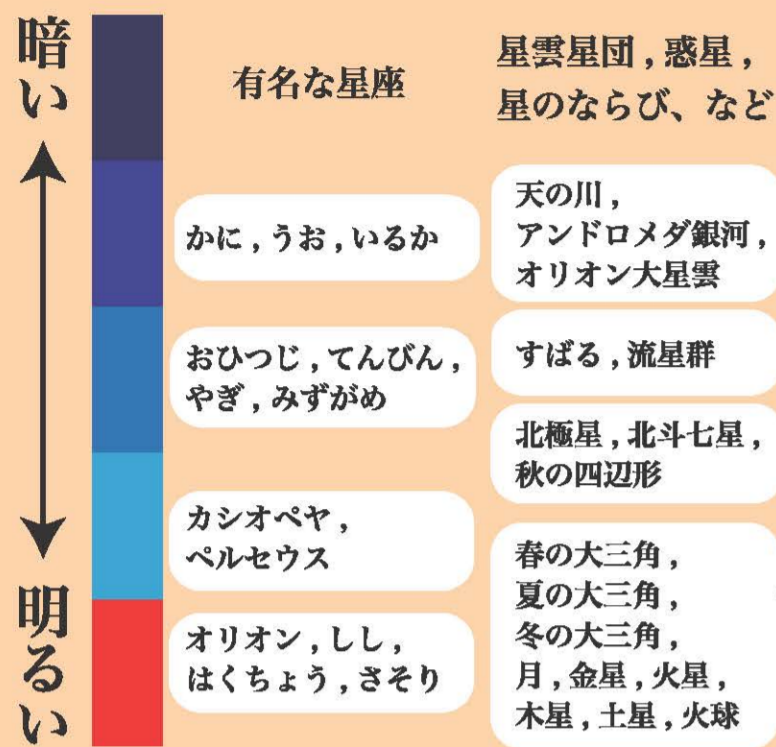 暗い
明るい
有名な星座
かに , うお , いるか
おひつじ , てんびん ,
やぎ , みずがめ
カシオペヤ ,
ペルセウス
オリオン , しし ,
はくちょう , さそり
星雲星団 , 惑星 ,
星のならび、など
天の川 ,
アンドロメダ銀河 ,
オリオン大星雲
すばる , 流星群
北極星 , 北斗七星 ,
秋の四辺形
春の大三角 ,
夏の大三角 ,
冬の大三角 ,
月 , 金星 , 火星 ,
木星 , 土星 , 火球